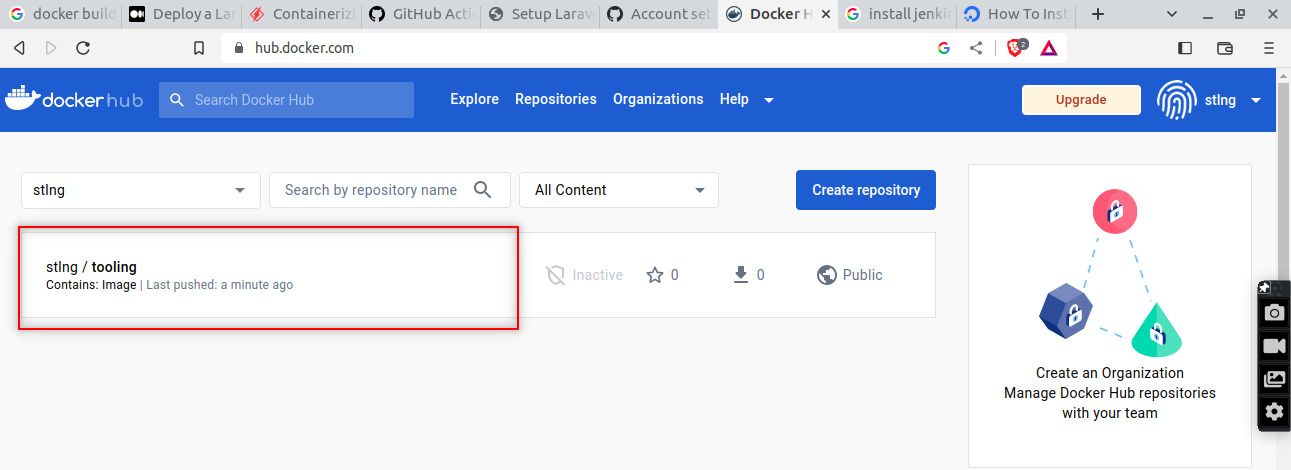 docker build
Deploy a Lar
Containerizi
GitHub Actio
Setup Larav
Account set
Docker H
install jenkin
How To Inst
hub.docker.com
2
docker hub
Search Docker Hub
Explore
Repositories
Organizations
Help
Upgrade
stlng
stlng
Search by repository name
All Content
Create repository
stlng / tooling
Contains: Image | Last pushed: a minute ago
Inactive
0
0
Public
Create an Organization
Manage Docker Hub repositories
with your team